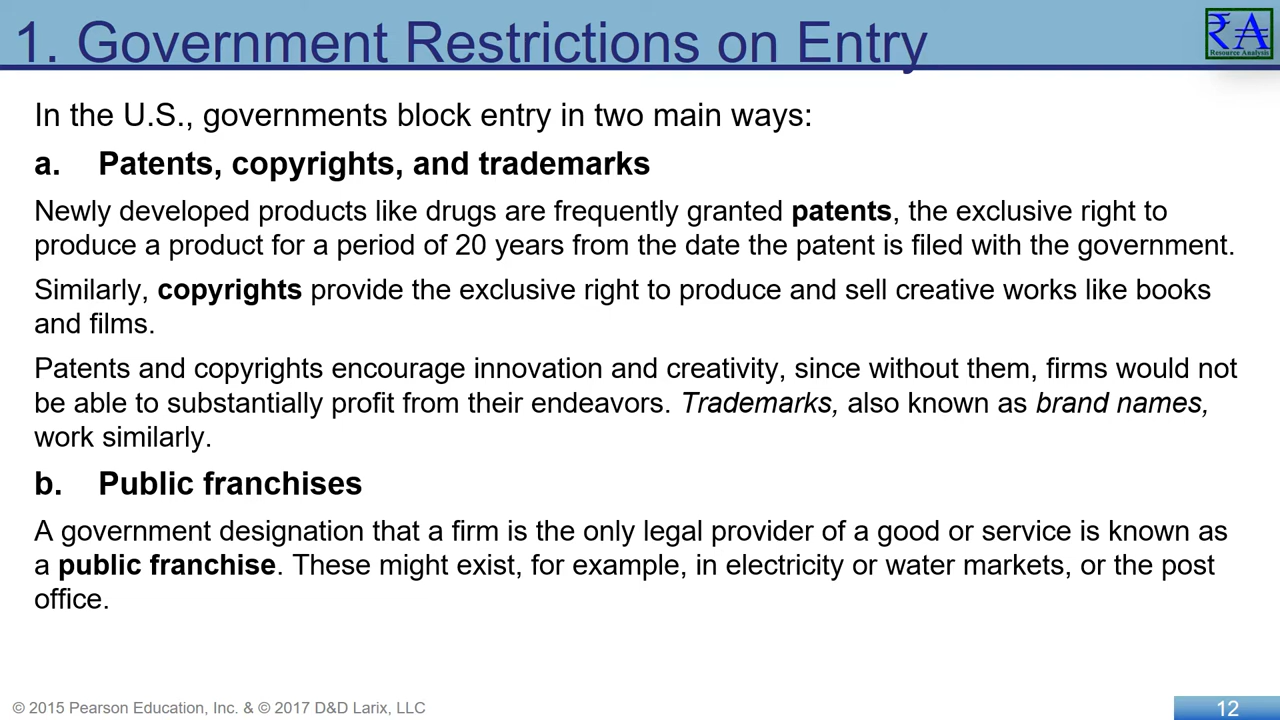 1. Government Restrictions on Entry
₹A
Resource Analysis
In the U.S., governments block entry in two main ways:
a. Patents, copyrights, and trademarks
Newly developed products like drugs are frequently granted patents, the exclusive right to
produce a product for a period of 20 years from the date the patent is filed with the government.
Similarly, copyrights provide the exclusive right to produce and sell creative works like books
and films.
Patents and copyrights encourage innovation and creativity, since without them, firms would not
be able to substantially profit from their endeavors. Trademarks, also known as brand names,
work similarly.
b. Public franchises
A government designation that a firm is the only legal provider of a good or service is known as
a public franchise. These might exist, for example, in electricity or water markets, or the post
office.
© 2015 Pearson Education, Inc. & © 2017 D&D Larix, LLC
12